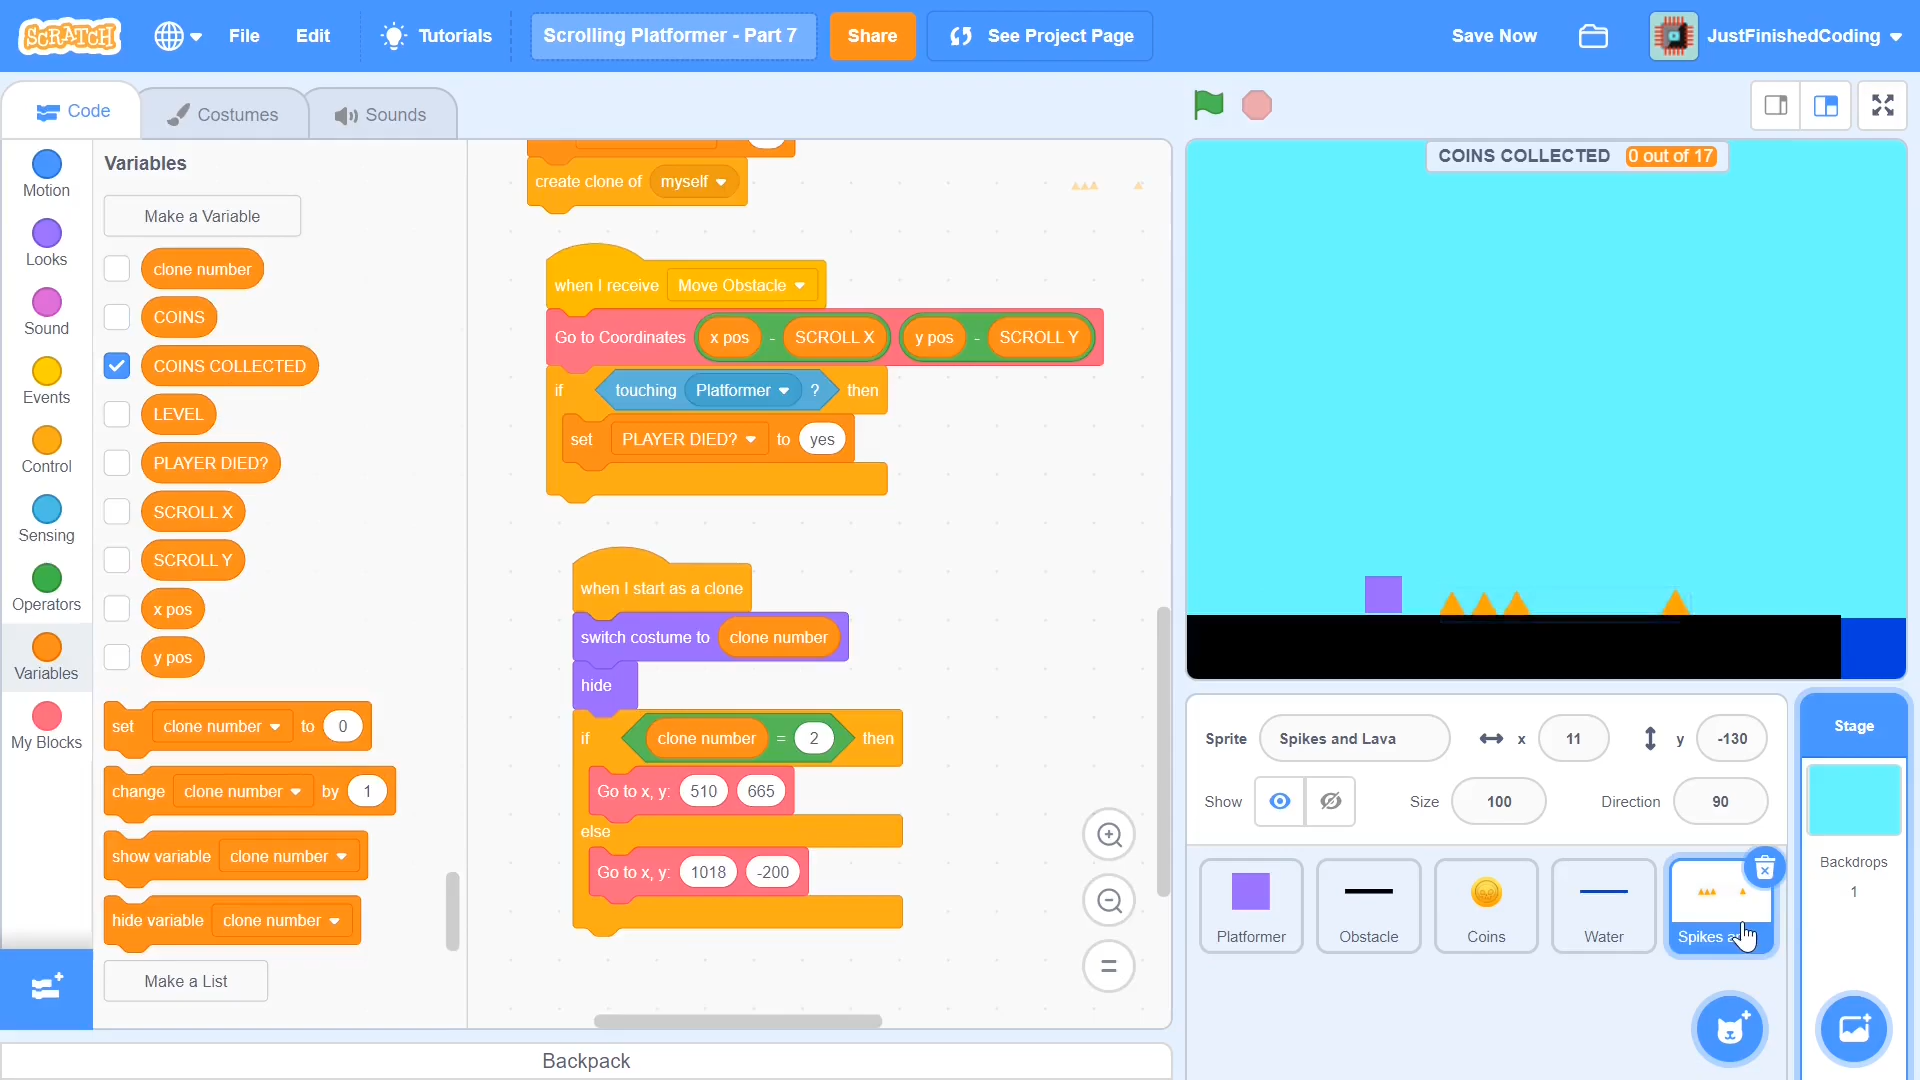 SCRATCH
File
Edit
Tutorials
Scrolling Platformer - Part 7
Share
See Project Page
Save Now
JustFinishedCoding
Code
Costumes
Sounds
Motion
Looks
Sound
Events
Control
Sensing
Operators
Variables
My Blocks
Variables
Make a Variable
clone number
COINS
COINS COLLECTED
LEVEL
PLAYER DIED?
SCROLL X
SCROLL Y
x pos
y pos
set clone number to 0
change clone number by 1
show variable clone number
hide variable clone number
Make a List
create clone of myself
when I receive Move Obstacle
Go to Coordinates x pos - SCROLL X y pos - SCROLL Y
if touching Platformer ? then
set PLAYER DIED? to yes
when I start as a clone
switch costume to clone number
hide
if clone number = 2 then
Go to x, y: 510 665
else
Go to x, y: 1018 -200
Backpack
COINS COLLECTED 0 out of 17
Sprite Spikes and Lava x 11 y -130
Show Size 100 Direction 90
Platformer
Obstacle
Coins
Water
Spikes a
Stage
Backdrops
1